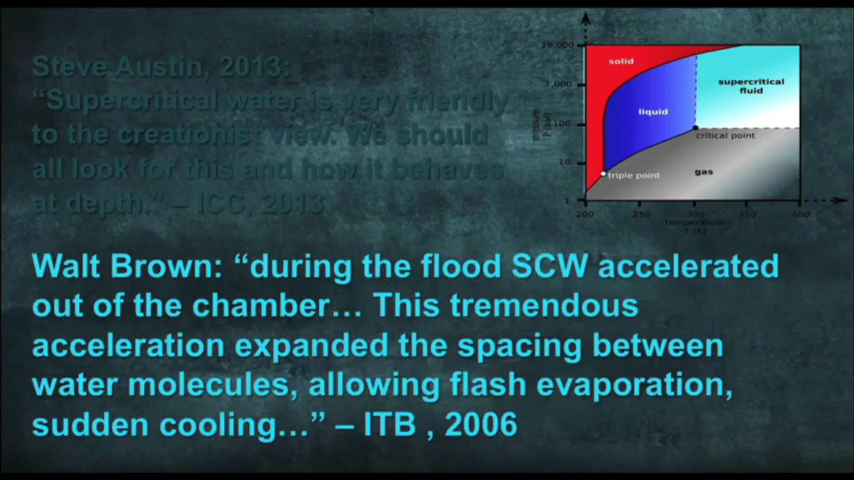 Steve Austin, 2013:
“Supercritical water is very friendly
to the creationist view. We should
all look for this and how it behaves
at depth.” – ICC, 2013
10,000
1,000
100
10
1
pressure
P (bar)
solid
liquid
supercritical
fluid
critical point
gas
triple point
200
250
300
350
400
temperature
T (K)
Walt Brown: “during the flood SCW accelerated
out of the chamber… This tremendous
acceleration expanded the spacing between
water molecules, allowing flash evaporation,
sudden cooling…” – ITB , 2006